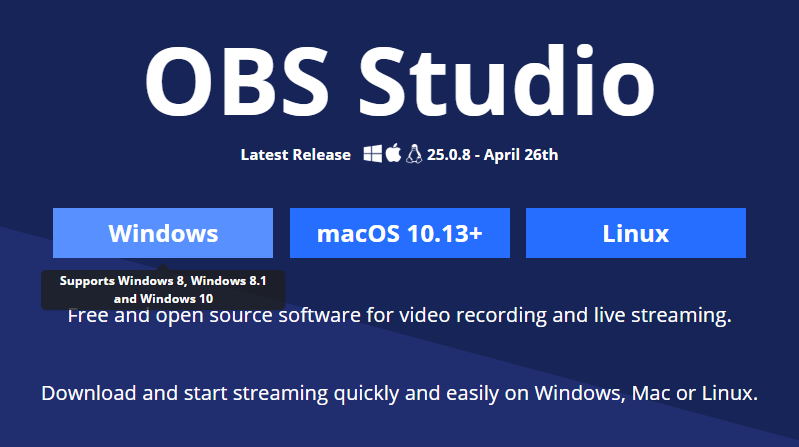 OBS Studio
Latest Release 25.0.8 - April 26th
Windows
macOS 10.13+
Linux
Supports Windows 8, Windows 8.1
and Windows 10
Free and open source software for video recording and live streaming.
Download and start streaming quickly and easily on Windows, Mac or Linux.